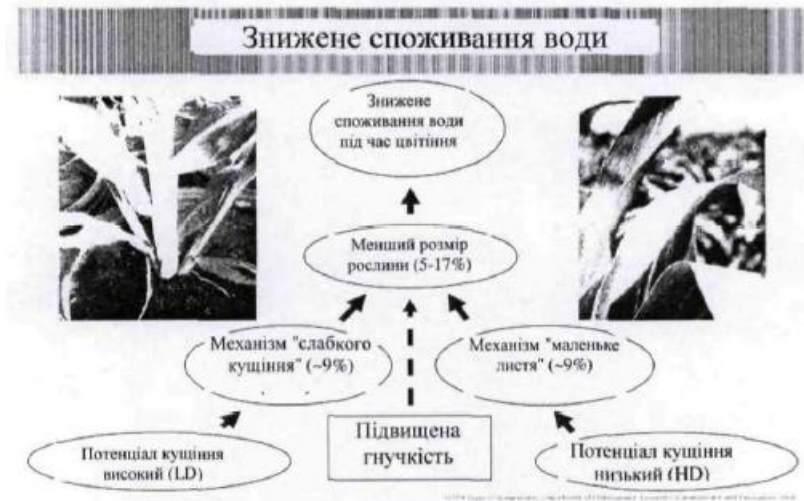 Знижене споживання води
Знижене
споживання води
під час цвітіння
Менший розмір
рослини (5-17%)
Механізм "слабкого
кущіння" (~9%)
Механізм "маленьке
листя" (~9%)
Потенціал кущіння
високий (LD)
Підвищена
гнучкість
Потенціал кущіння
низький (HD)